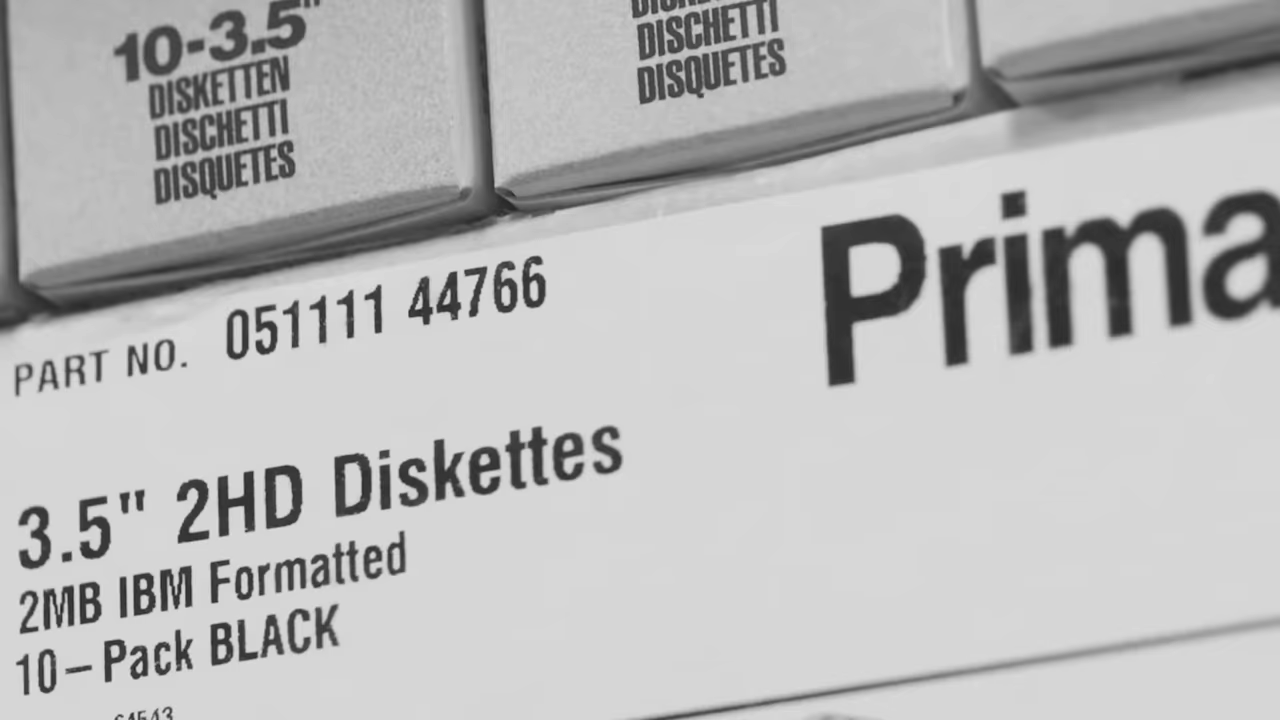 10-3.5"
DISKETTEN
DISCHETTI
DISQUETES
DISCHETTI
DISQUETES
PART NO. 051111 44766
Prima
3.5" 2HD Diskettes
2MB IBM Formatted
10-Pack BLACK